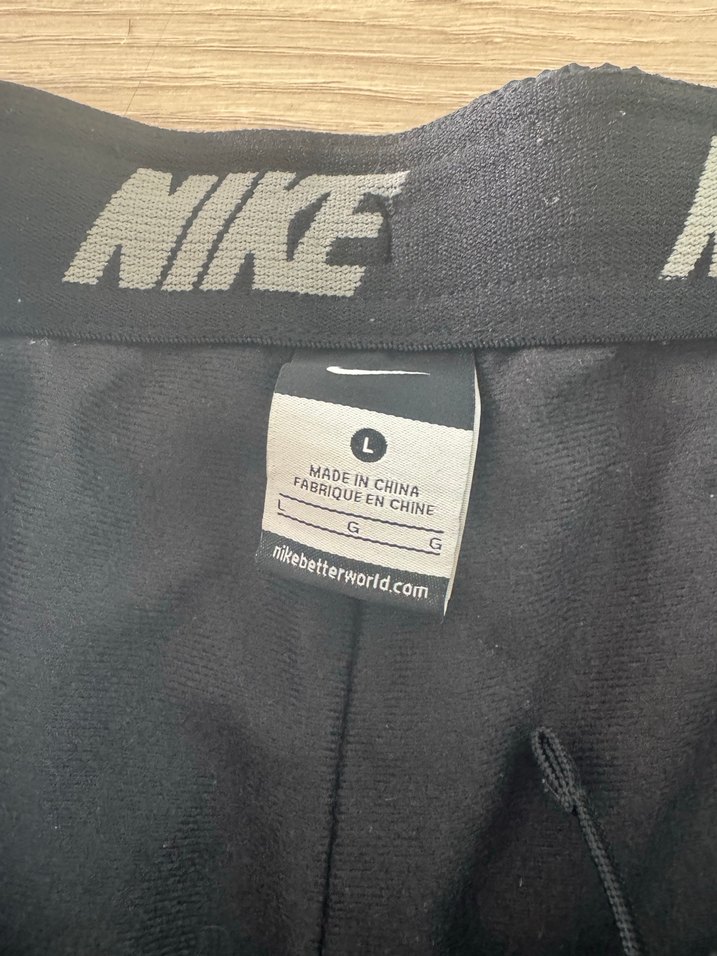 NIKE
L
MADE IN CHINA
FABRIQUE EN CHINE
L G G
nikebetterworld.com